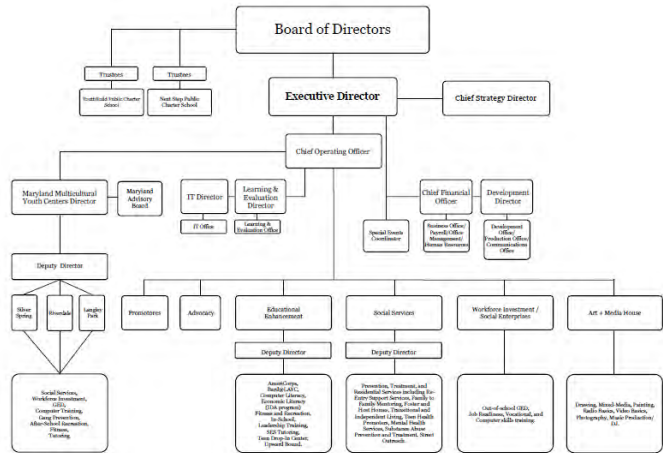 Board of Directors
Trustees
Trustees
YouthBuild Public Charter
School
Next Step Public
Charter School
Executive Director
Chief Strategy Director
Chief Operating Officer
Maryland Multicultural
Youth Centers Director
Maryland
Advisory
Board
IT Director
Learning &
Evaluation
Director
IT Office
Learning &
Evaluation Office
Chief Financial
Officer
Development
Director
Special Events
Coordinator
Business Office/
Payroll/Office
Management/
Human Resources
Development
Office/
Production Office/
Communications
Office
Deputy Director
Silver
Spring
Riverdale
Langley
Park
Promotores
Advocacy
Educational
Enhancement
Social Services
Workforce Investment /
Social Enterprises
Art + Media House
Deputy Director
Deputy Director
Social Services,
Workforce Investment,
GED,
Computer Training,
Gang Prevention,
After-School Recreation,
Fitness,
Tutoring
AmeriCorps,
Computer Literacy,
Economic Literacy
(IDA program)
Fitness and Recreation,
In-School,
Leadership Training,
SES Tutoring,
Teen Drop-In Center,
Upward Bound.
Prevention, Treatment, and
Residential Services including Re-
Entry Support Services, Family to
Family Mentoring, Foster and
Host Homes, Transitional and
Independent Living, Teen Health
Promotion, Mental Health
Services, Substance Abuse
Prevention and Treatment, Street
Outreach.
Out-of-school GED,
Job Readiness, Vocational, and
Computer skills training.
Drawing, Mixed-Media, Painting,
Radio Basics, Video Basics,
Photography, Music Production/
DJ.